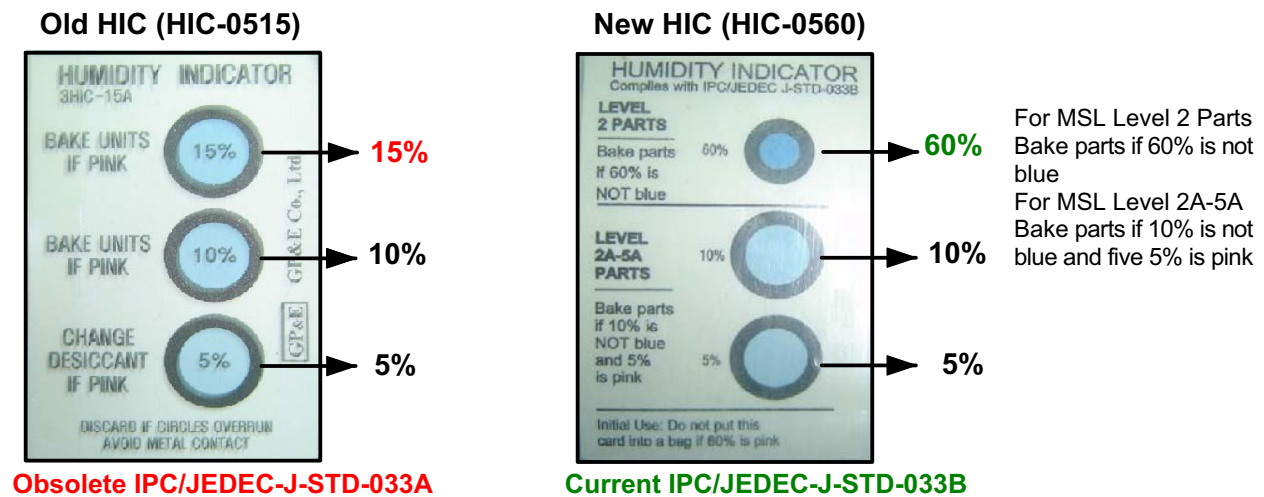 Old HIC (HIC-0515)
HUMIDITY INDICATOR
3HIC-15A
BAKE UNITS
IF PINK
15%
15%
BAKE UNITS
IF PINK
10%
10%
CHANGE
DESICCANT
IF PINK
5%
5%
GP&E Co., Ltd
GP&E
DISCARD IF CIRCLES OVERRUN
AVOID METAL CONTACT
Obsolete IPC/JEDEC-J-STD-033A
New HIC (HIC-0560)
HUMIDITY INDICATOR
Complies with IPC/JEDEC J-STD-033B
LEVEL
2 PARTS
Bake parts
if 60% is
NOT blue
60%
60%
LEVEL
2A-5A
PARTS
10%
10%
Bake parts
if 10% is
NOT blue
and 5%
is pink
5%
5%
Initial Use: Do not put this
card into a bag if 60% is pink
Current IPC/JEDEC-J-STD-033B
For MSL Level 2 Parts
Bake parts if 60% is not
blue
For MSL Level 2A-5A
Bake parts if 10% is not
blue and five 5% is pink